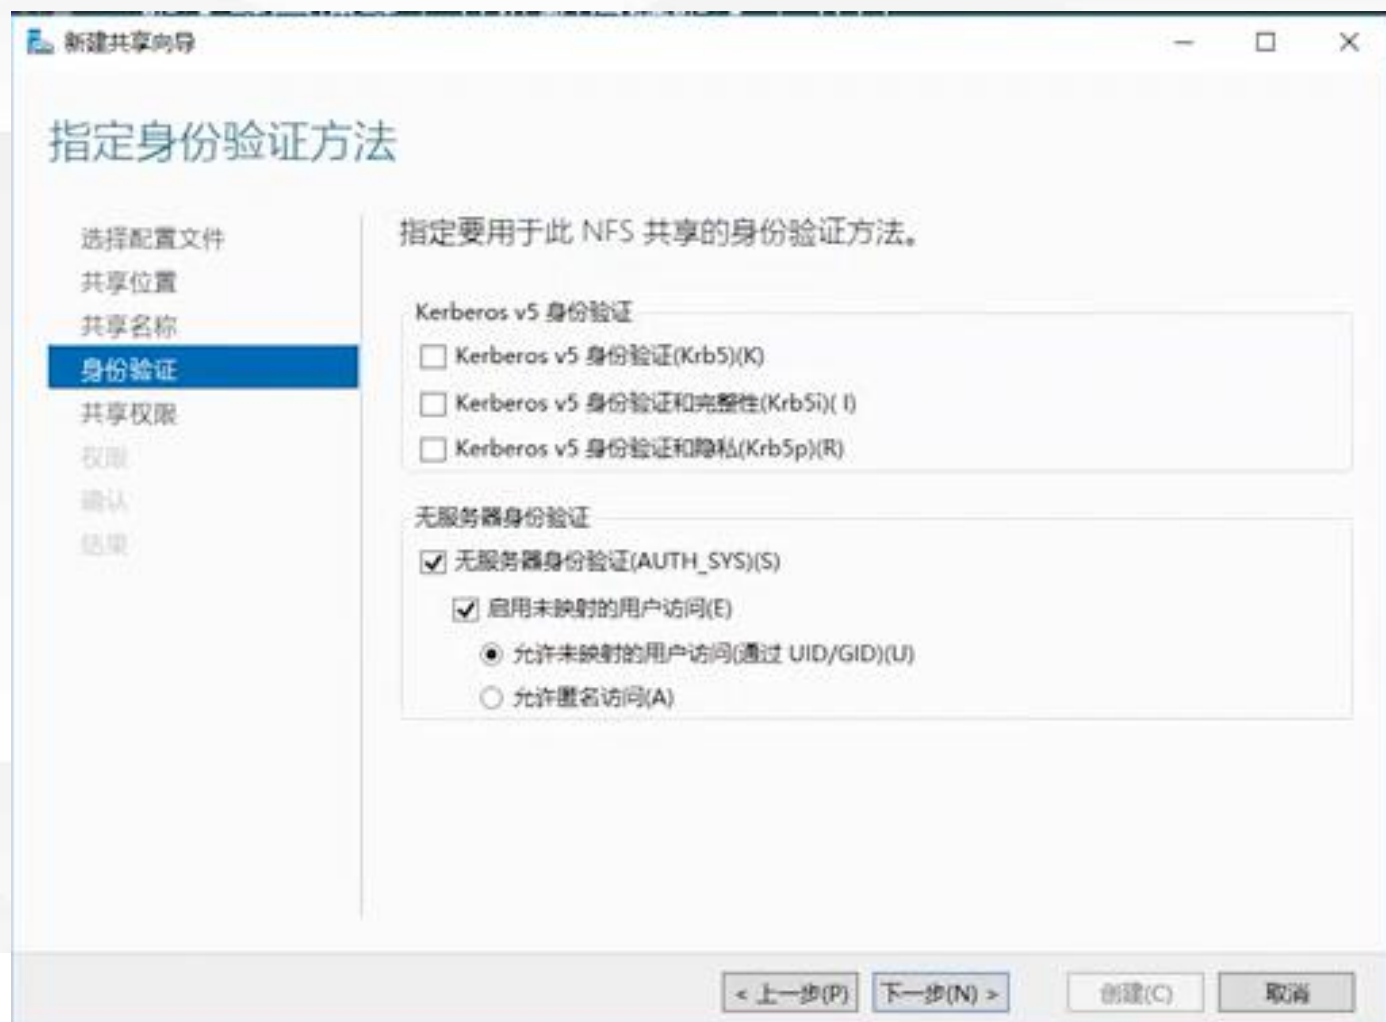 新建共享向导
指定身份验证方法
选择配置文件
共享位置
共享名称
身份验证
共享权限
权限
确认
结果
指定要用于此 NFS 共享的身份验证方法。
Kerberos v5 身份验证
Kerberos v5 身份验证(Krb5)(K)
Kerberos v5 身份验证和完整性(Krb5i)( I)
Kerberos v5 身份验证和隐私(Krb5p)(R)
无服务器身份验证
无服务器身份验证(AUTH_SYS)(S)
启用未映射的用户访问(E)
允许未映射的用户访问(通过 UID/GID)(U)
允许匿名访问(A)
< 上一步(P)
下一步(N) >
创建(C)
取消